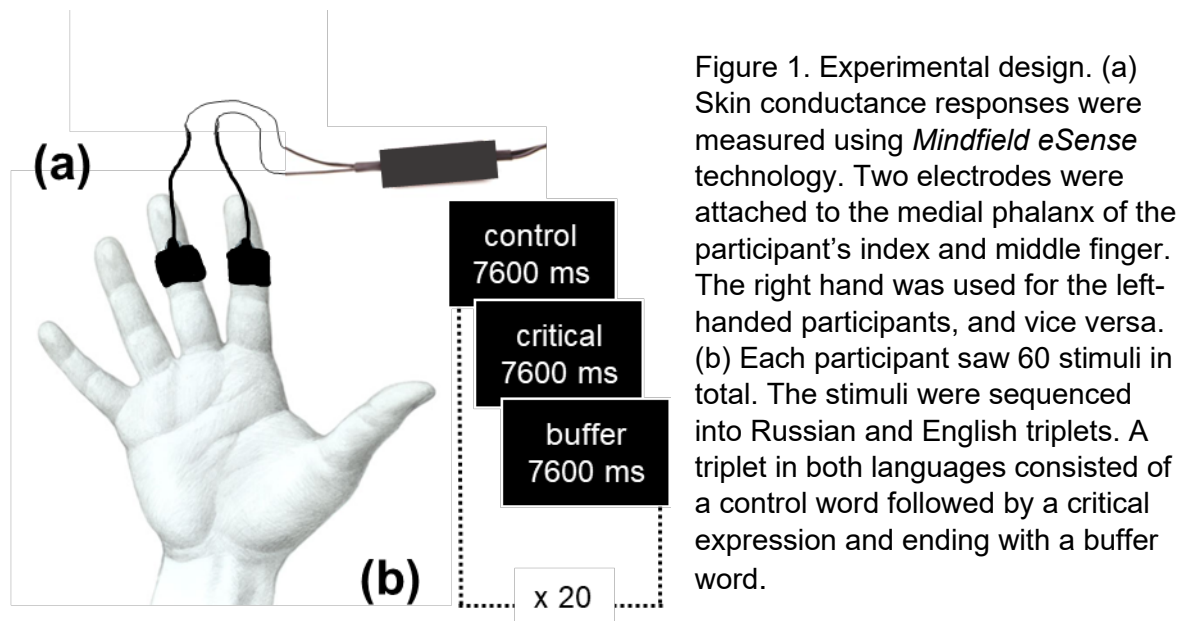 (a)
control
7600 ms
critical
7600 ms
buffer
7600 ms
(b)
x 20
Figure 1. Experimental design. (a)
Skin conductance responses were
measured using Mindfield eSense
technology. Two electrodes were
attached to the medial phalanx of the
participant's index and middle finger.
The right hand was used for the left-
handed participants, and vice versa.
(b) Each participant saw 60 stimuli in
total. The stimuli were sequenced
into Russian and English triplets. A
triplet in both languages consisted of
a control word followed by a critical
expression and ending with a buffer
word.